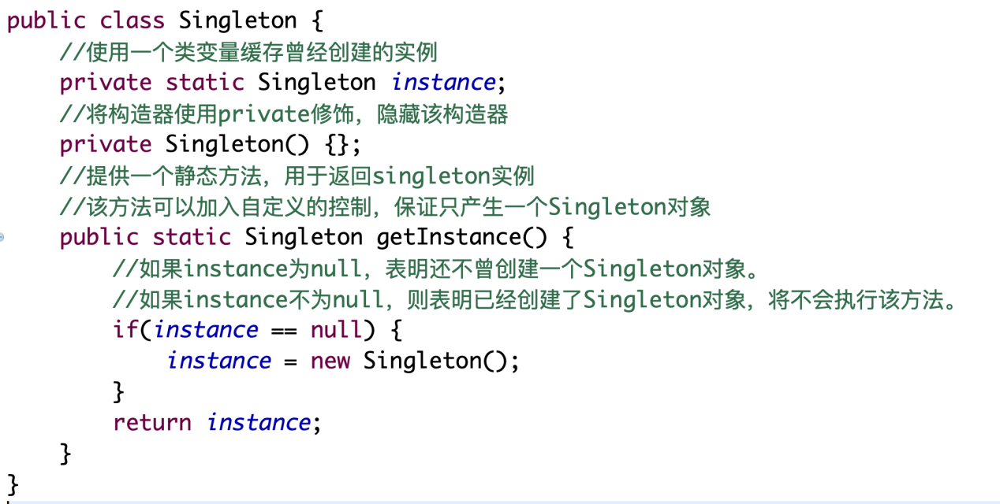 public class Singleton {
//使用一个类变量缓存曾经创建的实例
private static Singleton instance;
//将构造器使用private修饰，隐藏该构造器
private Singleton() {};
//提供一个静态方法，用于返回singleton实例
//该方法可以加入自定义的控制，保证只产生一个Singleton对象
public static Singleton getInstance() {
//如果instance为null，表明还不曾创建一个Singleton对象。
//如果instance不为null，则表明已经创建了Singleton对象，将不会执行该方法。
if(instance == null) {
instance = new Singleton();
}
return instance;
}
}